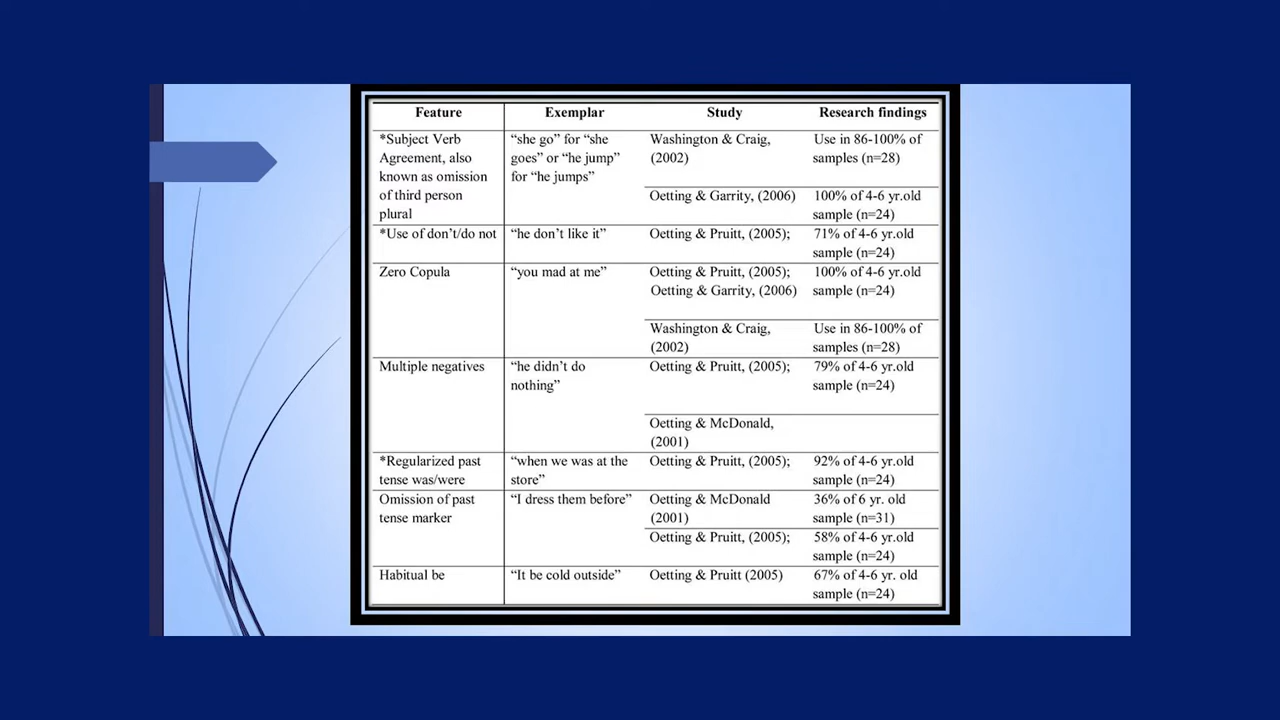 Feature Exemplar Study Research findings
*Subject Verb “she go” for “she Washington & Craig, Use in 86-100% of
Agreement, also goes” or “he jump” (2002) samples (n=28)
known as omission for “he jumps”
of third person Oetting & Garrity, (2006) 100% of 4-6 yr.old
plural sample (n=24)
*Use of don’t/do not “he don’t like it” Oetting & Pruitt, (2005); 71% of 4-6 yr.old
sample (n=24)
Zero Copula “you mad at me” Oetting & Pruitt, (2005); 100% of 4-6 yr.old
Oetting & Garrity, (2006) sample (n=24)
Washington & Craig, Use in 86-100% of
(2002) samples (n=28)
Multiple negatives “he didn’t do Oetting & Pruitt, (2005); 79% of 4-6 yr.old
nothing” sample (n=24)
Oetting & McDonald,
(2001)
*Regularized past “when we was at the Oetting & Pruitt, (2005); 92% of 4-6 yr.old
tense was/were store” sample (n=24)
Omission of past “I dress them before” Oetting & McDonald 36% of 6 yr. old
tense marker (2001) sample (n=31)
Oetting & Pruitt, (2005); 58% of 4-6 yr.old
sample (n=24)
Habitual be “It be cold outside” Oetting & Pruitt (2005) 67% of 4-6 yr. old
sample (n=24)